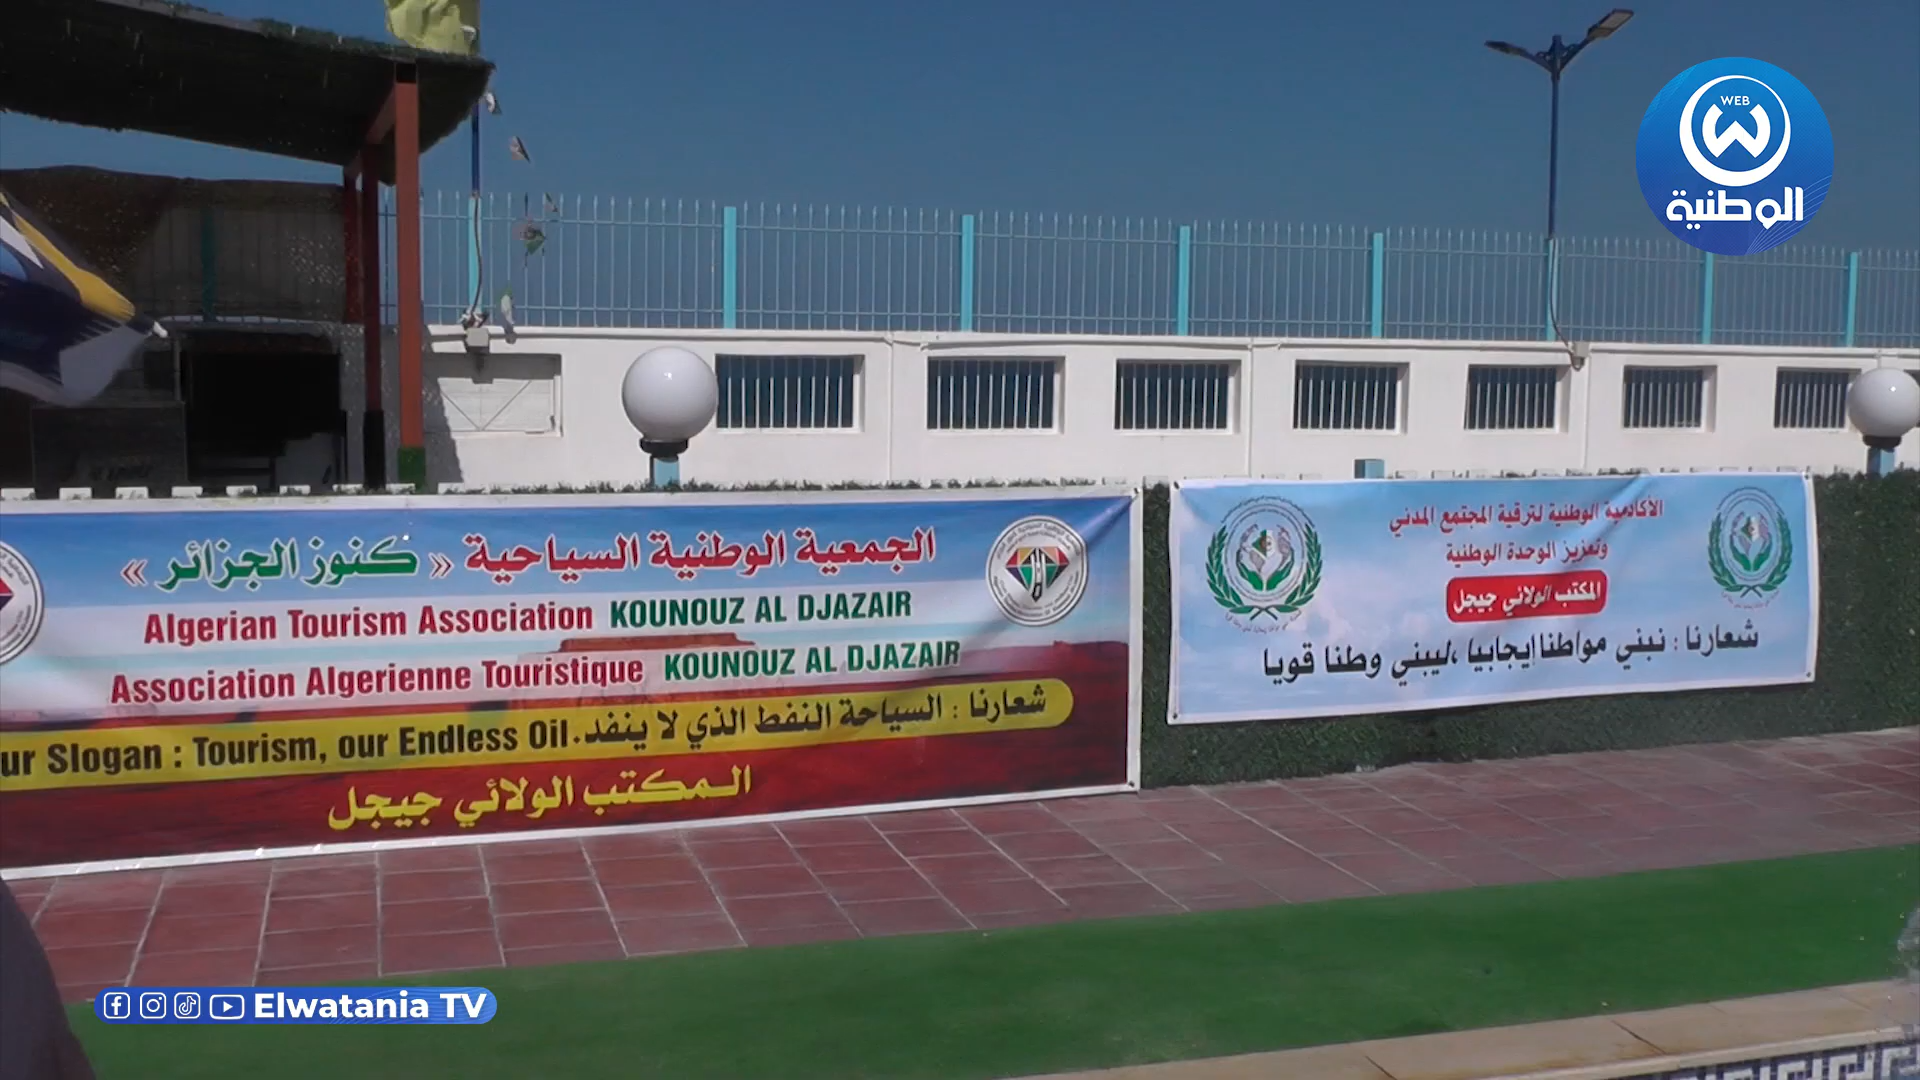 WEB
الوطنية
الجمعية الوطنية السياحية « كنوز الجزائر »
Algerian Tourism Association KOUNOUZ AL DJAZAIR
Association Algerienne Touristique KOUNOUZ AL DJAZAIR
شعارنا : السياحة النفط الذي لا ينفد.
ur Slogan : Tourism, our Endless Oil
المكتب الولائي جيجل
الأكاديمية الوطنية لترقية المجتمع المدني
وتعزيز الوحدة الوطنية
المكتب الولائي جيجل
شعارنا : نبني مواطنا إيجابيا ،ليبني وطنا قويا
Elwatania TV